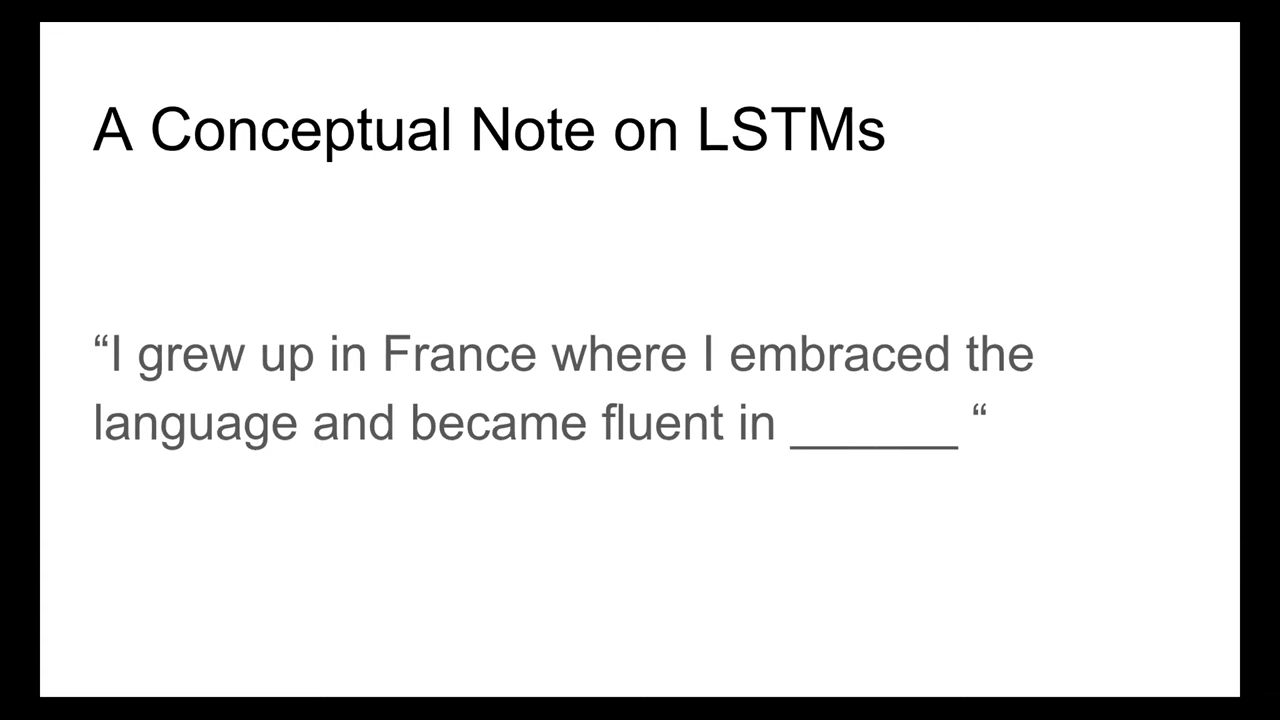 A Conceptual Note on LSTMs
“I grew up in France where I embraced the
language and became fluent in _______ “